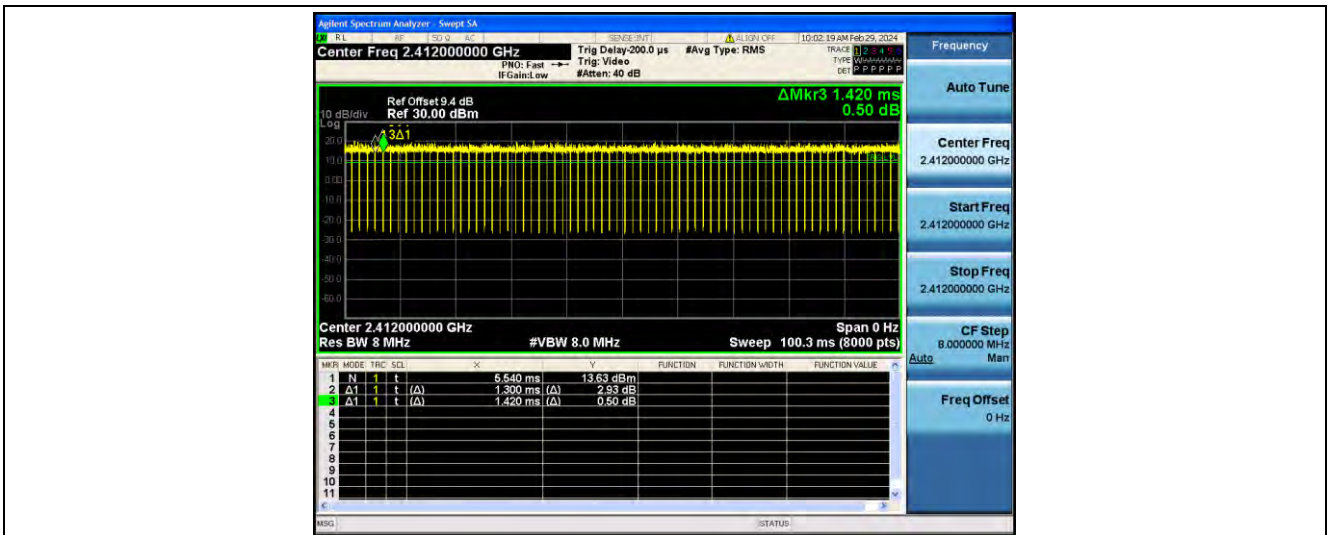 Agilent Spectrum Analyzer - Swept SA
RL RF 50 Ω AC SENSE:INT ALIGN OFF 10:02:19 AM Feb 29, 2024
Center Freq 2.412000000 GHz
PNO: Fast
IFGain:Low
Trig Delay-200.0 µs
Trig: Video
#Atten: 40 dB
#Avg Type: RMS
TRACE 1 2 3 4 5 6
TYPE
DET P P P P P P
ΔMkr3 1.420 ms
0.50 dB
Ref Offset 9.4 dB
10 dB/div Ref 30.00 dBm
Log
3Δ1
20.0
10.0
0.00
-10.0
-20.0
-30.0
-40.0
-50.0
-60.0
Center 2.412000000 GHz Span 0 Hz
Res BW 8 MHz #VBW 8.0 MHz Sweep 100.3 ms (8000 pts)
MKR MODE TRC SCL X Y FUNCTION FUNCTION WIDTH FUNCTION VALUE
1 N 1 t 5.540 ms 13.63 dBm
2 Δ1 1 t (Δ) 1.300 ms (Δ) 2.93 dB
3 Δ1 1 t (Δ) 1.420 ms (Δ) 0.50 dB
4
5
6
7
8
9
10
11
MSG STATUS
Frequency
Auto Tune
Center Freq
2.412000000 GHz
Start Freq
2.412000000 GHz
Stop Freq
2.412000000 GHz
CF Step
8.000000 MHz
Auto Man
Freq Offset
0 Hz